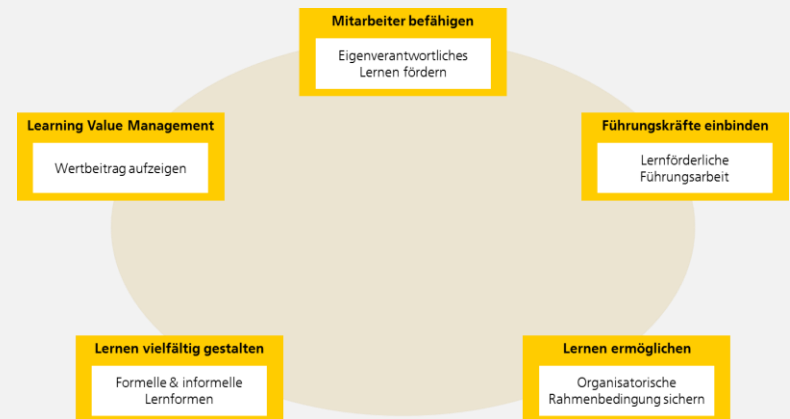 Mitarbeiter befähigen
Eigenverantwortliches
Lernen fördern
Learning Value Management
Wertbeitrag aufzeigen
Führungskräfte einbinden
Lernförderliche
Führungsarbeit
Lernen vielfältig gestalten
Formelle & informelle
Lernformen
Lernen ermöglichen
Organisatorische
Rahmenbedingung sichern